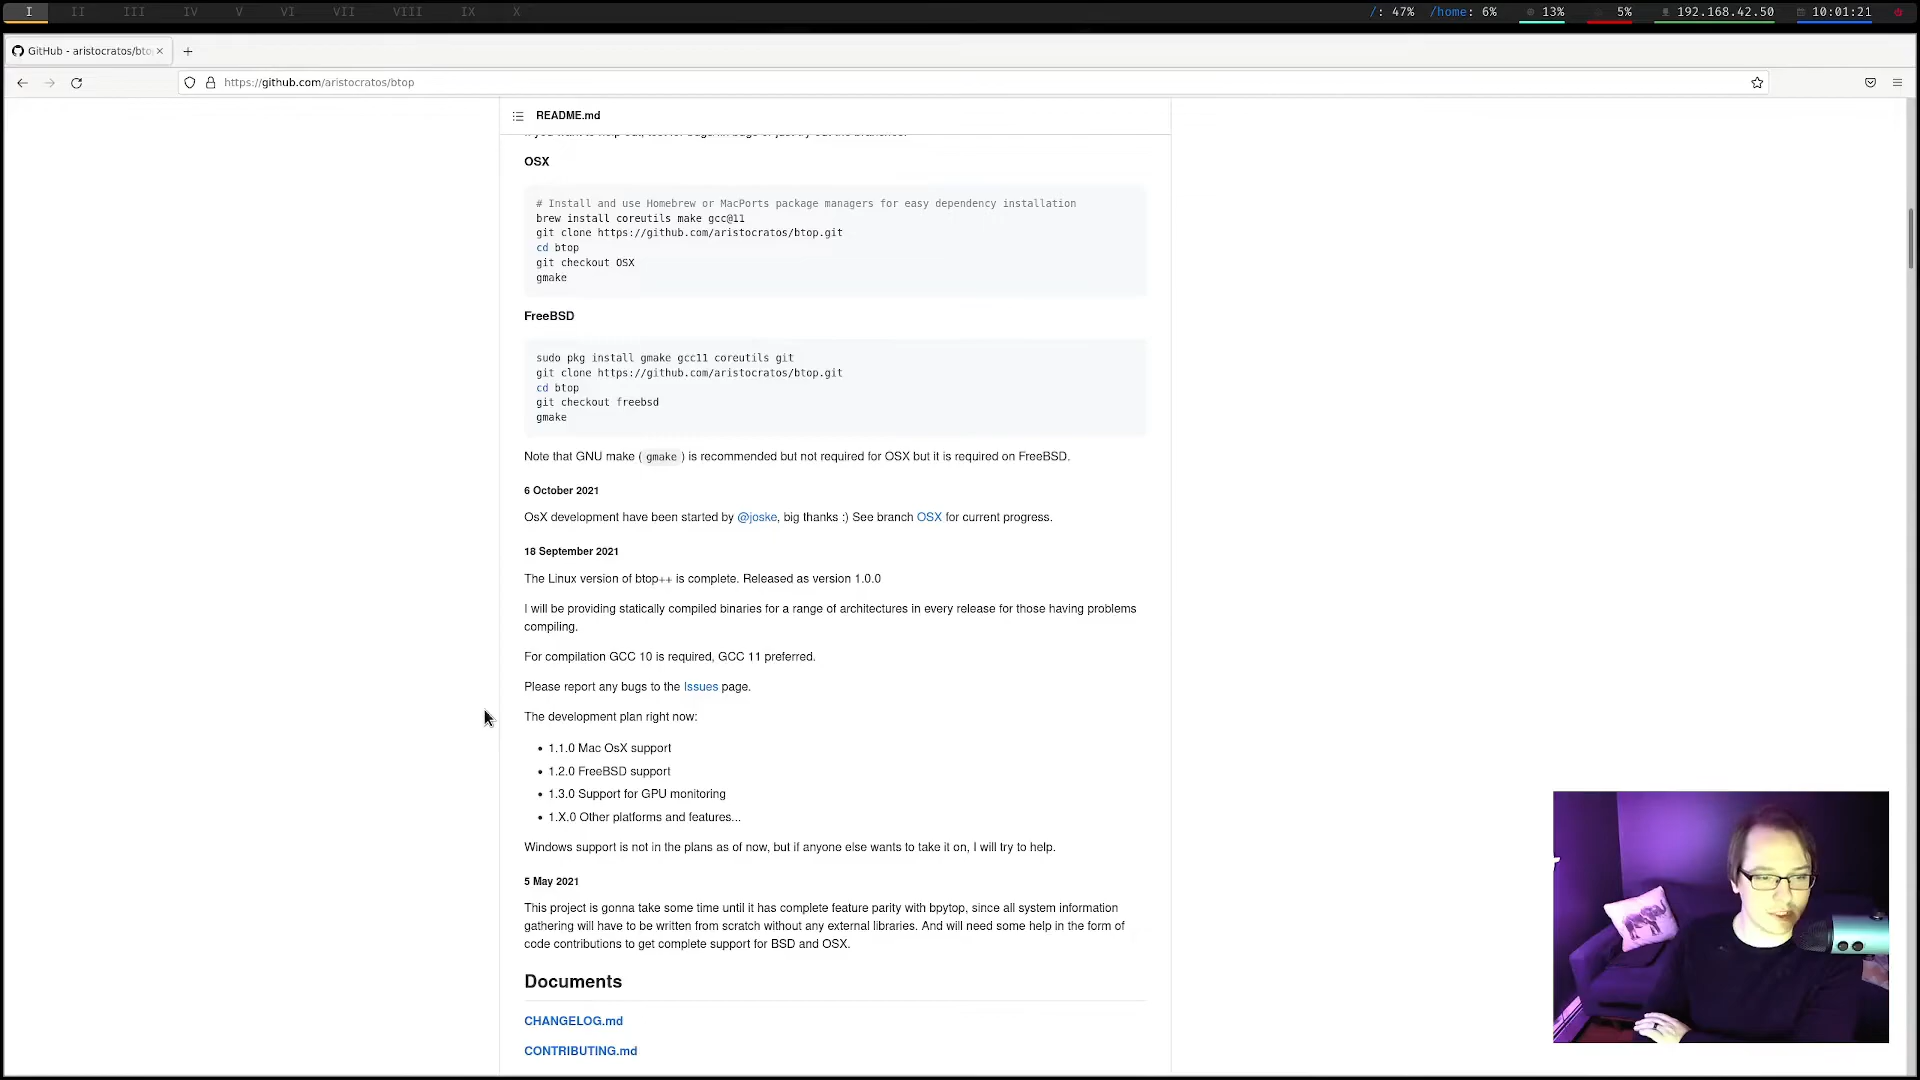 I II III IV V VI VII VIII IX X /: 47% /home: 6% 13% 5% 192.168.42.50 10:01:21
GitHub - aristocratos/bto
https://github.com/aristocratos/btop
README.md
OSX
# Install and use Homebrew or MacPorts package managers for easy dependency installation
brew install coreutils make gcc@11
git clone https://github.com/aristocratos/btop.git
cd btop
git checkout OSX
gmake
FreeBSD
sudo pkg install gmake gcc11 coreutils git
git clone https://github.com/aristocratos/btop.git
cd btop
git checkout freebsd
gmake
Note that GNU make ( gmake ) is recommended but not required for OSX but it is required on FreeBSD.
6 October 2021
OsX development have been started by @joske, big thanks :) See branch OSX for current progress.
18 September 2021
The Linux version of btop++ is complete. Released as version 1.0.0
I will be providing statically compiled binaries for a range of architectures in every release for those having problems
compiling.
For compilation GCC 10 is required, GCC 11 preferred.
Please report any bugs to the Issues page.
The development plan right now:
• 1.1.0 Mac OsX support
• 1.2.0 FreeBSD support
• 1.3.0 Support for GPU monitoring
• 1.X.0 Other platforms and features...
Windows support is not in the plans as of now, but if anyone else wants to take it on, I will try to help.
5 May 2021
This project is gonna take some time until it has complete feature parity with bpytop, since all system information
gathering will have to be written from scratch without any external libraries. And will need some help in the form of
code contributions to get complete support for BSD and OSX.
Documents
CHANGELOG.md
CONTRIBUTING.md